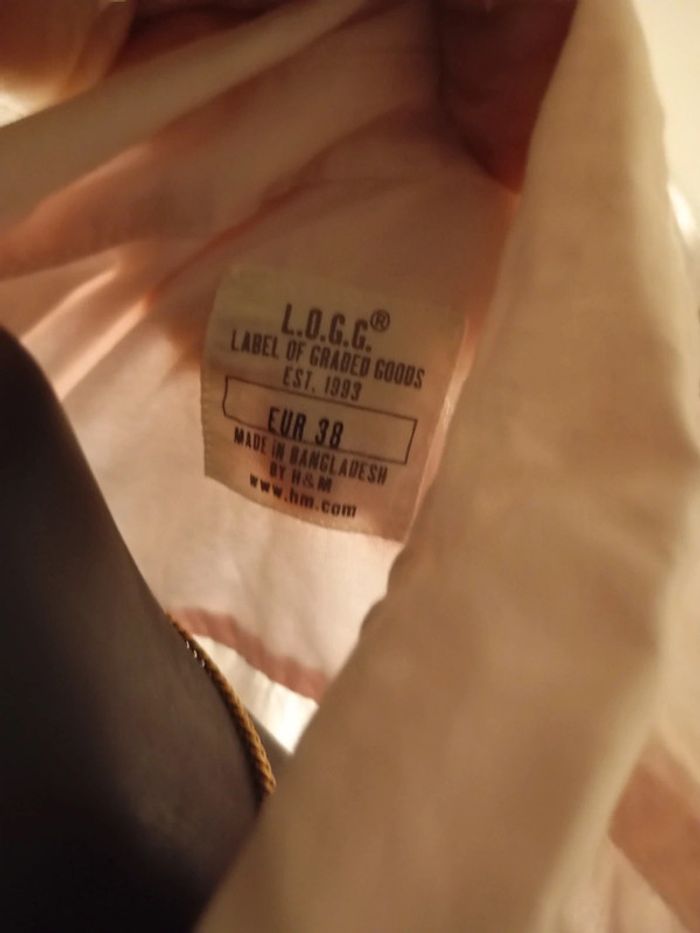 L.O.G.G.®
LABEL OF GRADED GOODS
EST. 1993
EUR 38
MADE IN BANGLADESH
BY H&M
www.hm.com